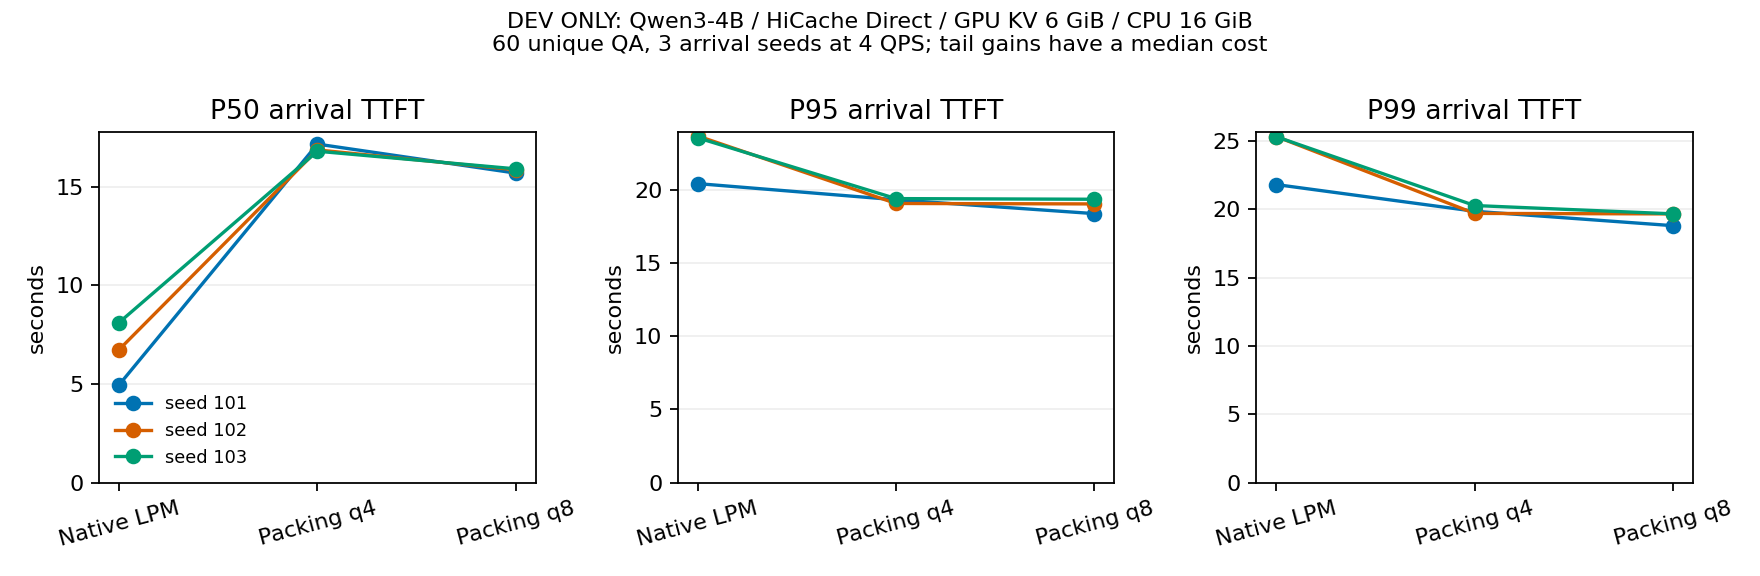 DEV ONLY: Qwen3-4B / HiCache Direct / GPU KV 6 GiB / CPU 16 GiB
60 unique QA, 3 arrival seeds at 4 QPS; tail gains have a median cost
P50 arrival TTFT
seconds
15
10
5
0
seed 101
seed 102
seed 103
Native LPM
Packing q4
Packing q8
P95 arrival TTFT
seconds
20
15
10
5
0
Native LPM
Packing q4
Packing q8
P99 arrival TTFT
seconds
25
20
15
10
5
0
Native LPM
Packing q4
Packing q8